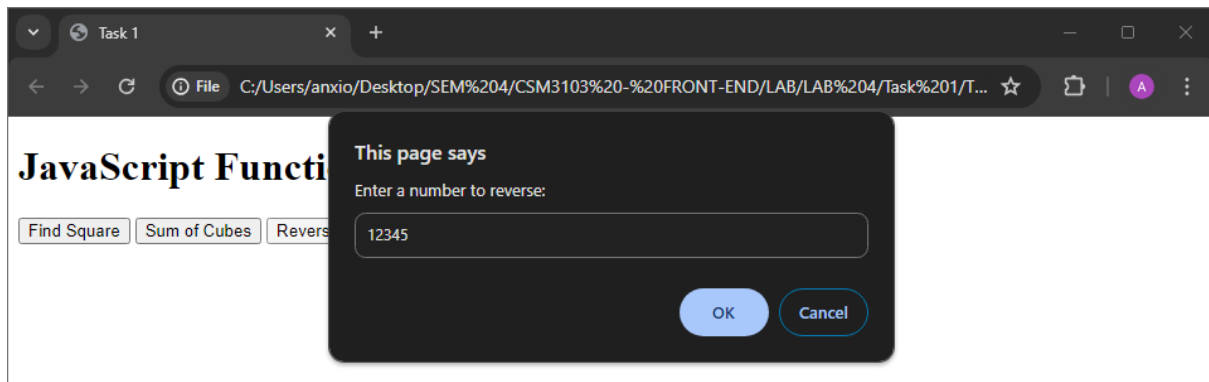 Task 1
File C:/Users/anxio/Desktop/SEM%204/CSM3103%20-%20FRONT-END/LAB/LAB%204/Task%201/T... A
This page says
JavaScript Functi
Enter a number to reverse:
Find Square Sum of Cubes Revers 12345
OK Cancel